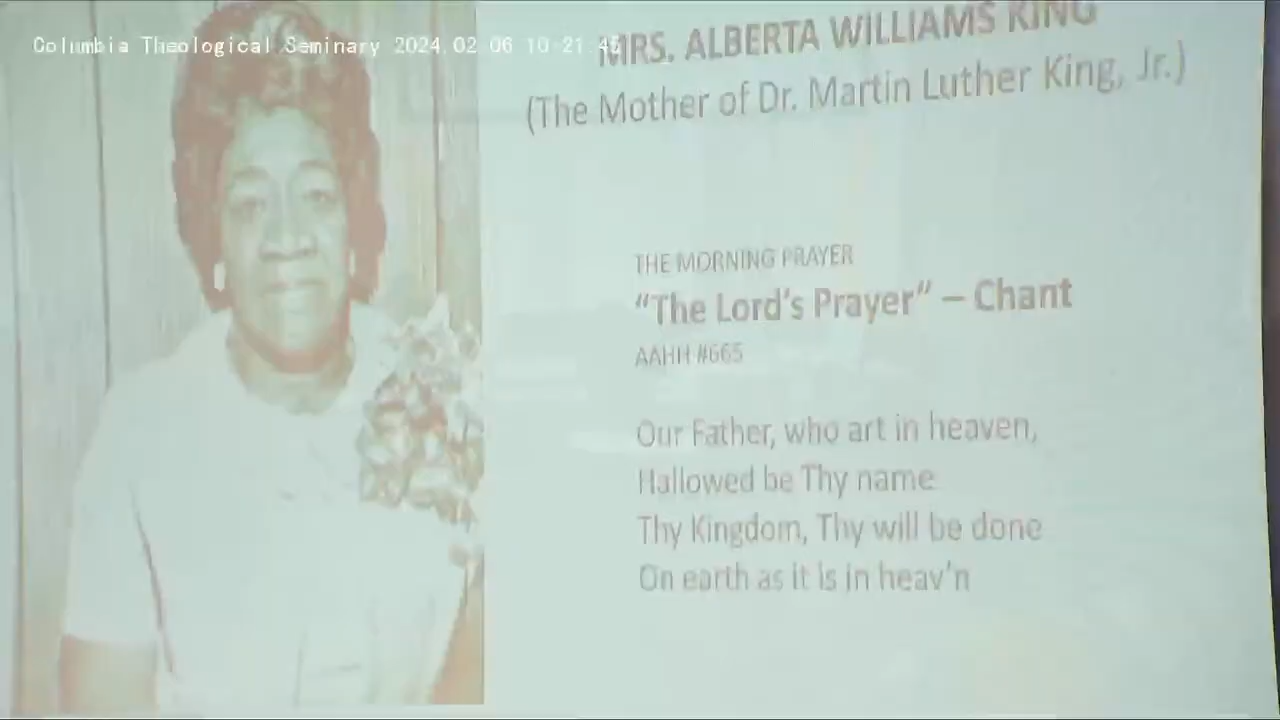 Columbia Theological Seminary 2024 02 06 10:21:45
MRS. ALBERTA WILLIAMS KING
(The Mother of Dr. Martin Luther King, Jr.)
THE MORNING PRAYER
“The Lord’s Prayer” – Chant
AAHH #665
Our Father, who art in heaven,
Hallowed be Thy name
Thy Kingdom, Thy will be done
On earth as it is in heav’n